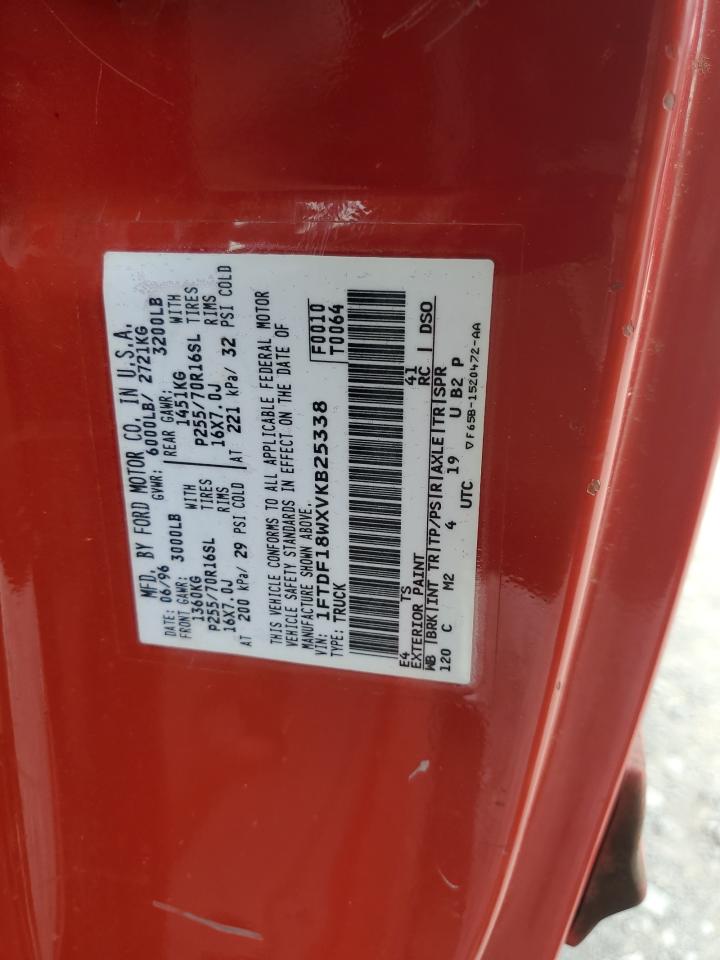 MFD. BY FORD MOTOR CO. IN U.S.A.
DATE: 06/96 GVWR: 6000LB/ 2721KG
FRONT GAWR: 3000LB REAR GAWR: 3200LB
1360KG WITH 1451KG WITH
P255/70R16SL TIRES P255/70R16SL TIRES
16X7.0J RIMS 16X7.0J RIMS
AT 200 kPa/ 29 PSI COLD AT 221 kPa/ 32 PSI COLD
THIS VEHICLE CONFORMS TO ALL APPLICABLE FEDERAL MOTOR
VEHICLE SAFETY STANDARDS IN EFFECT ON THE DATE OF
MANUFACTURE SHOWN ABOVE.
VIN: 1FTDF18WXVKB25338 F0010
TYPE: TRUCK T0064
E4 TS 41
EXTERIOR PAINT RC DSO
WB BRK INT TR TP/PS R AXLE TR SPR
120 C M2 4 19 U B2 P
UTC
▽F65B-1520472-AA